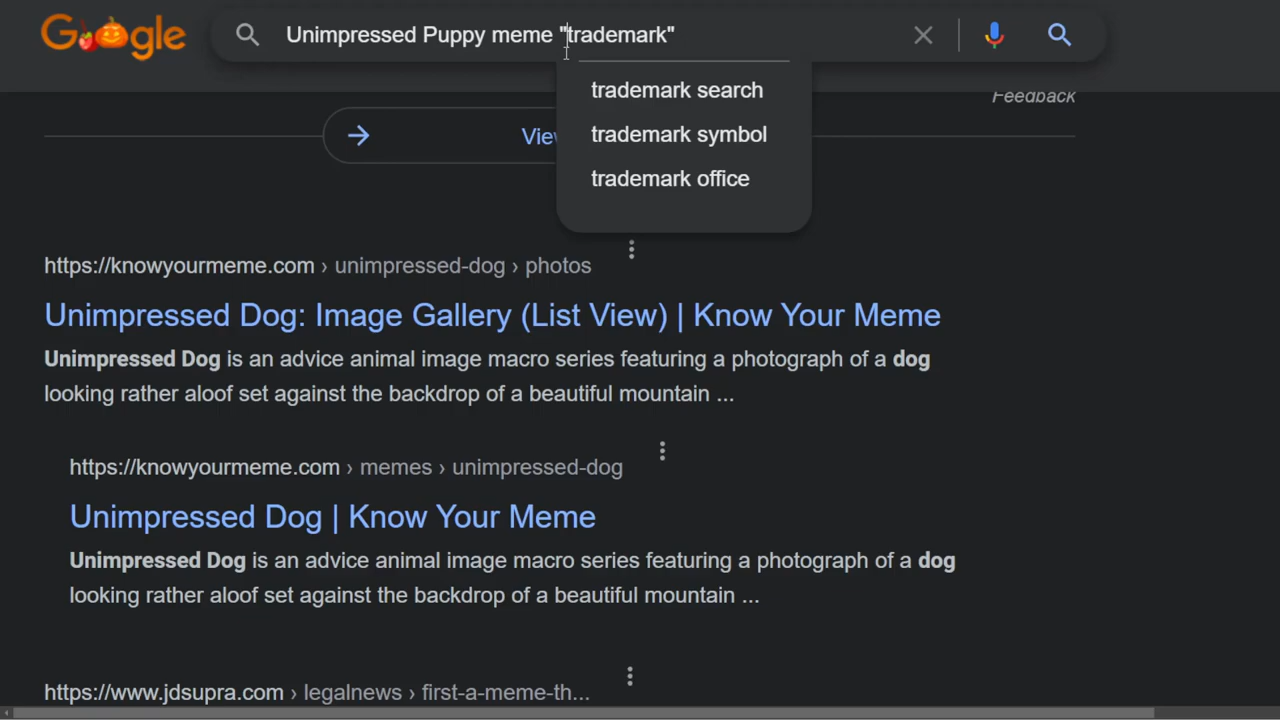 Google
Unimpressed Puppy meme "trademark"
trademark search
trademark symbol
trademark office
Feedback
https://knowyourmeme.com › unimpressed-dog › photos
Unimpressed Dog: Image Gallery (List View) | Know Your Meme
Unimpressed Dog is an advice animal image macro series featuring a photograph of a dog
looking rather aloof set against the backdrop of a beautiful mountain ...
https://knowyourmeme.com › memes › unimpressed-dog
Unimpressed Dog | Know Your Meme
Unimpressed Dog is an advice animal image macro series featuring a photograph of a dog
looking rather aloof set against the backdrop of a beautiful mountain ...
https://www.jdsupra.com › legalnews › first-a-meme-th...